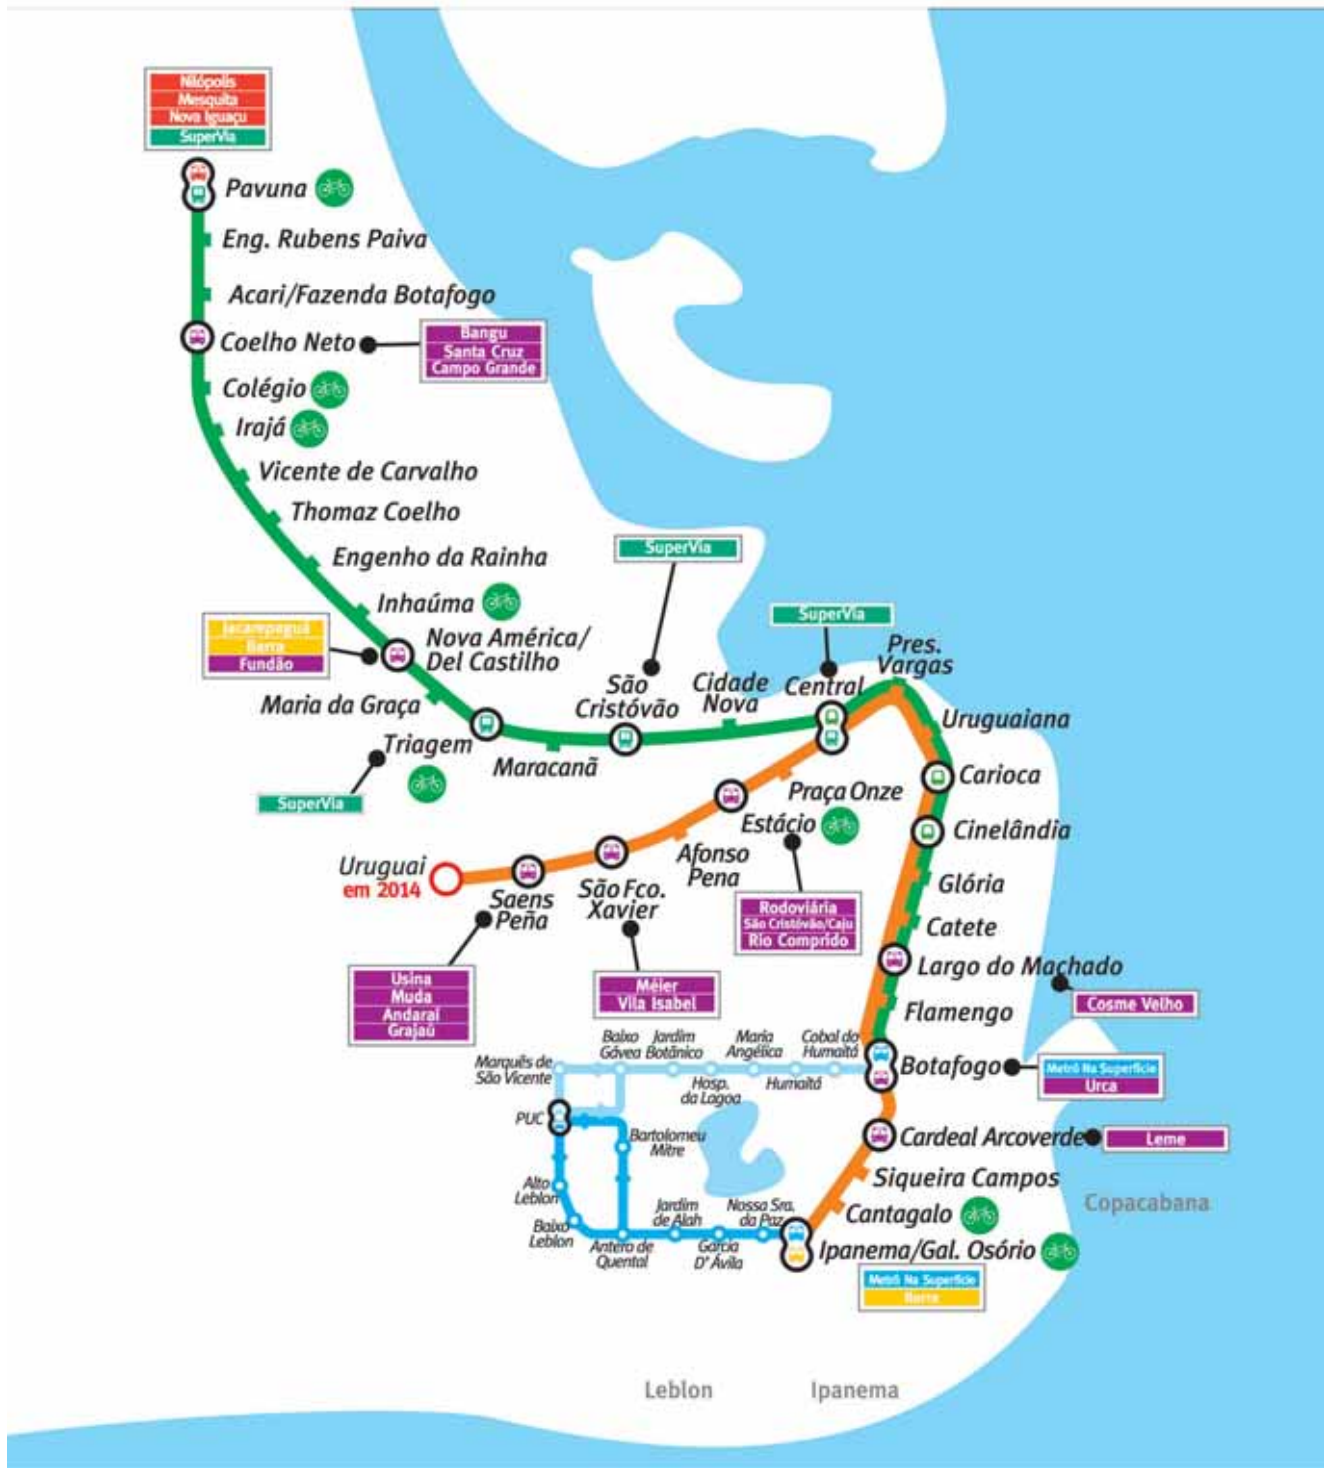 Nilópolis
Mesquita
Nova Iguaçu
SuperVia
Pavuna
Eng. Rubens Paiva
Acari/Fazenda Botafogo
Coelho Neto
Bangu
Santa Cruz
Campo Grande
Colégio
Irajá
Vicente de Carvalho
Thomaz Coelho
Engenho da Rainha
Inhaúma
SuperVia
Jacarepaguá
Barra
Fundão
Nova América/
Del Castilho
Maria da Graça
Triagem
SuperVia
Maracanã
São
Cristóvão
Cidade
Nova
SuperVia
Central
Pres.
Vargas
Uruguaiana
Carioca
Cinelândia
Glória
Catete
Largo do Machado
Cosme Velho
Flamengo
Praça Onze
Estácio
Rodoviária
São Cristóvão/Caju
Rio Comprido
Afonso
Pena
São Fco.
Xavier
Méier
Vila Isabel
Saens
Peña
Usina
Muda
Andaraí
Grajaú
Uruguai
em 2014
Botafogo
Metrô Na Superfície
Urca
Cobal do
Humaitá
Humaitá
Maria
Angélica
Hosp.
da Lagoa
Jardim
Botânico
Baixo
Gávea
Marquês de
São Vicente
PUC
Bartolomeu
Mitre
Alto
Leblon
Baixo
Leblon
Antero de
Quental
Jardim
de Alah
Garcia
D'Ávila
Nossa Sra.
da Paz
Cardeal Arcoverde
Leme
Siqueira Campos
Cantagalo
Ipanema/Gal. Osório
Metrô Na Superfície
Barra
Copacabana
Leblon
Ipanema